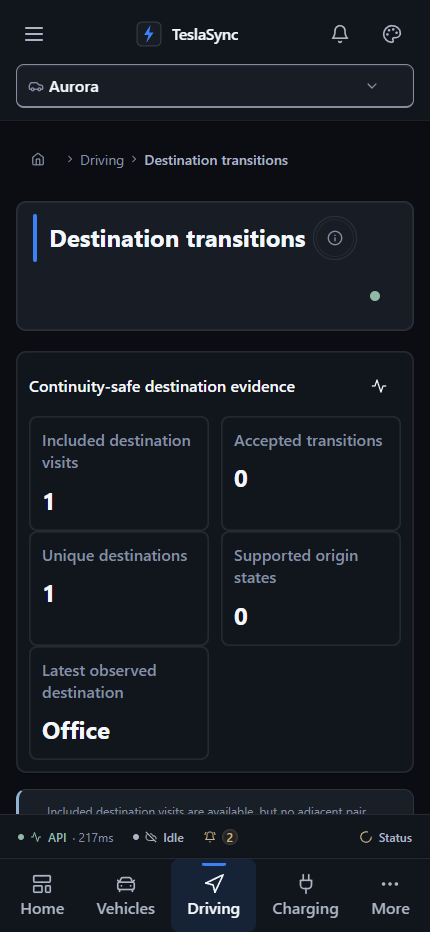 TeslaSync
Aurora
Driving
Destination transitions
Destination transitions
Continuity-safe destination evidence
Included destination
visits
1
Accepted transitions
0
Unique destinations
1
Supported origin
states
0
Latest observed
destination
Office
Included destination visits are available, but no adjacent pair
API · 217ms
Idle
2
Status
Home
Vehicles
Driving
Charging
More